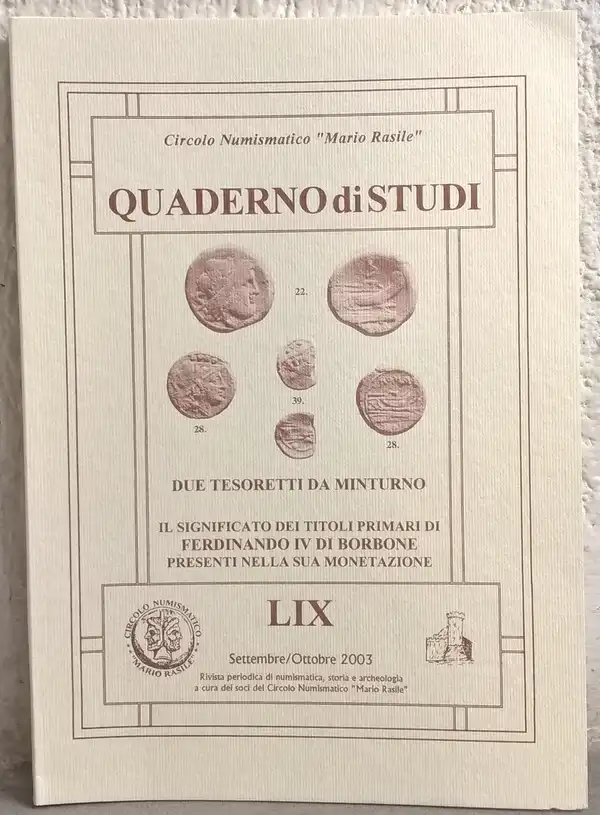 Circolo Numismatico "Mario Rasile"
QUADERNO di STUDI
22.
28.
39.
28.
DUE TESORETTI DA MINTURNO
IL SIGNIFICATO DEI TITOLI PRIMARI DI
FERDINANDO IV DI BORBONE
PRESENTI NELLA SUA MONETAZIONE
LIX
CIRCOLO NUMISMATICO
"MARIO RASILE"
Settembre/Ottobre 2003
Rivista periodica di numismatica, storia e archeologia
a cura dei soci del Circolo Numismatico "Mario Rasile"